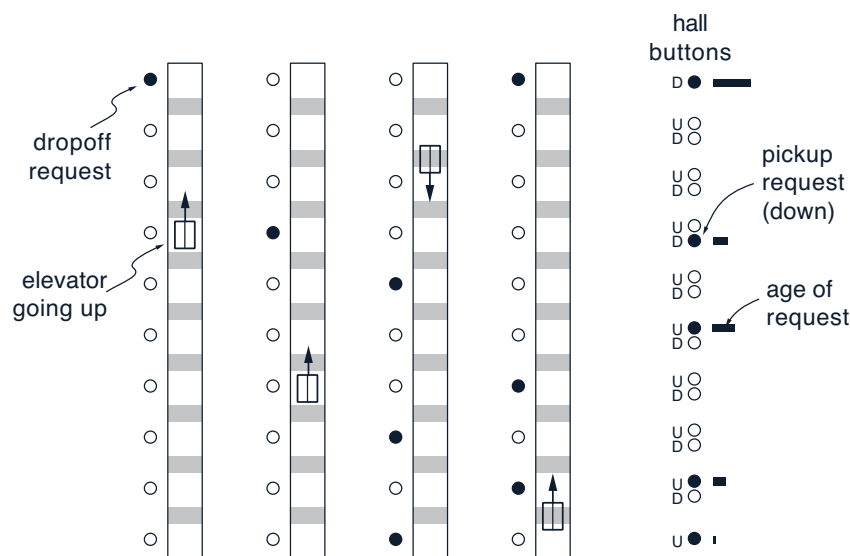 hall
buttons
dropoff
request
elevator
going up
D
U
D
U
D
U
D
pickup
request
(down)
U
D
U
D
age of
request
U
D
U
D
U
D
U